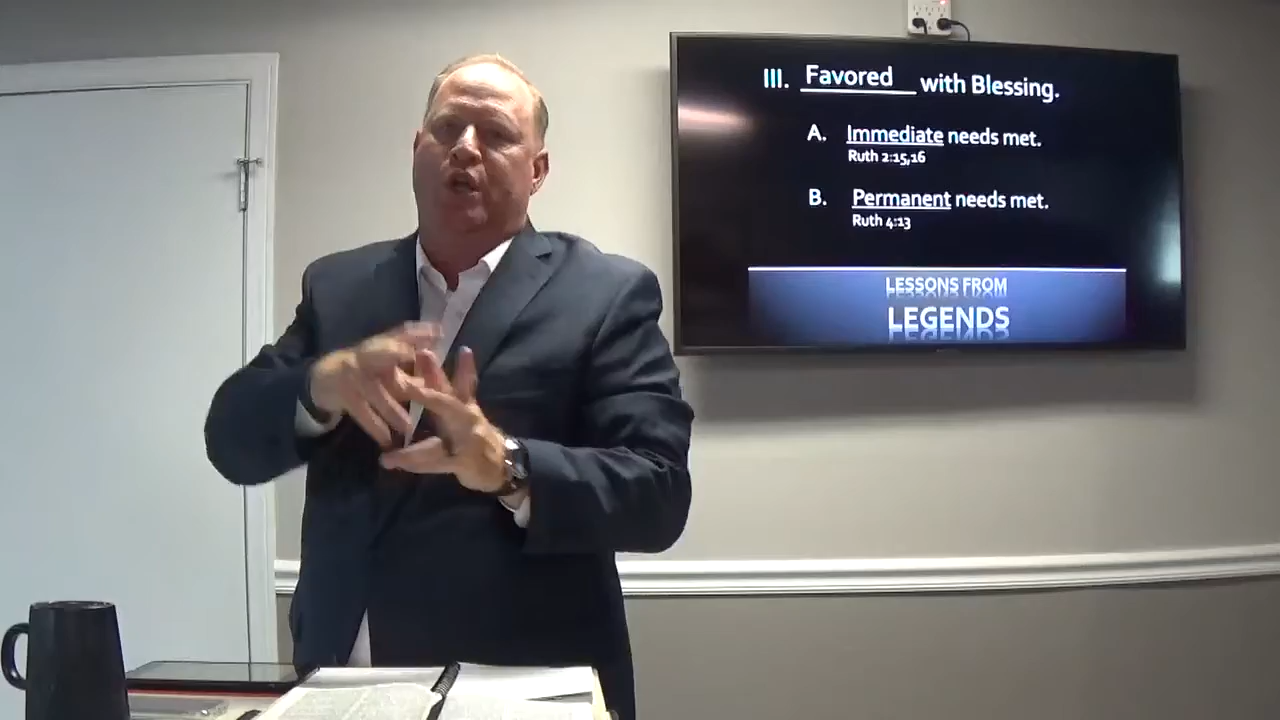 III. Favored with Blessing.
A. Immediate needs met.
Ruth 2:15,16
B. Permanent needs met.
Ruth 4:13
LESSONS FROM
LEGENDS